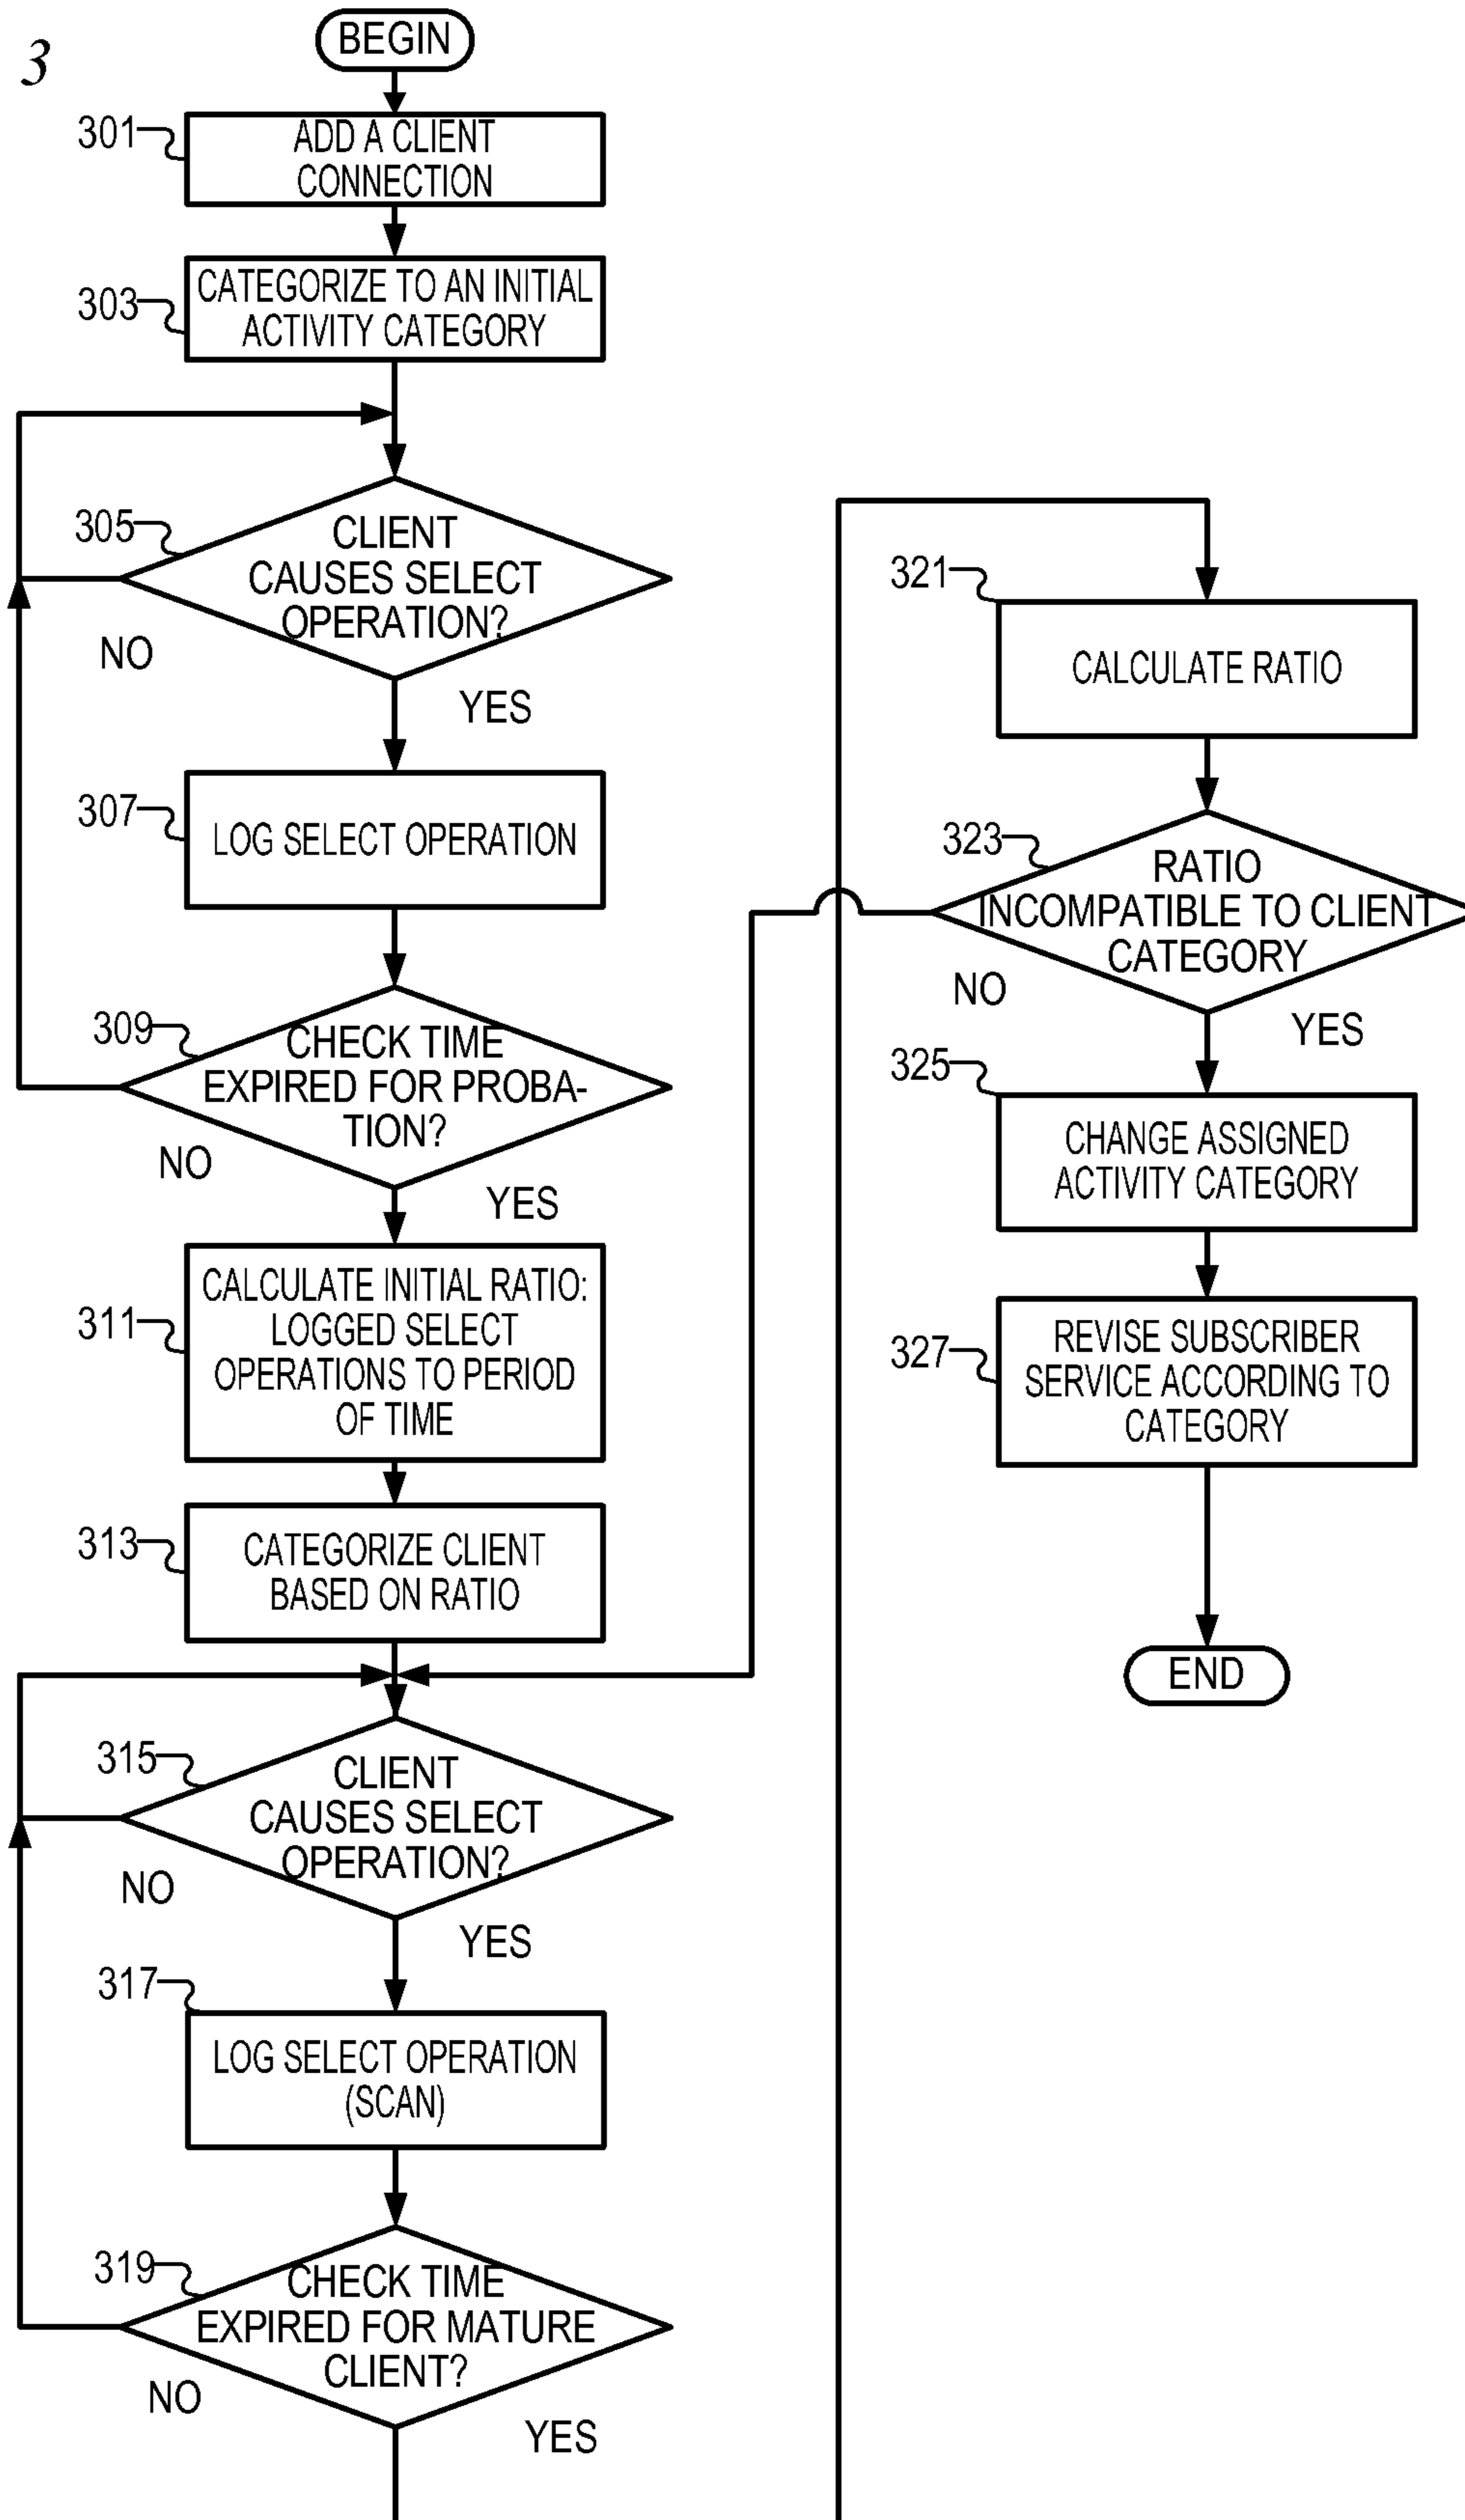 3
BEGIN
301
ADD A CLIENT
CONNECTION
303
CATEGORIZE TO AN INITIAL
ACTIVITY CATEGORY
305
CLIENT
CAUSES SELECT
OPERATION?
NO
YES
307
LOG SELECT OPERATION
309
CHECK TIME
EXPIRED FOR PROBA-
TION?
NO
YES
311
CALCULATE INITIAL RATIO:
LOGGED SELECT
OPERATIONS TO PERIOD
OF TIME
313
CATEGORIZE CLIENT
BASED ON RATIO
315
CLIENT
CAUSES SELECT
OPERATION?
NO
YES
317
LOG SELECT OPERATION
(SCAN)
319
CHECK TIME
EXPIRED FOR MATURE
CLIENT?
NO
YES
321
CALCULATE RATIO
323
RATIO
INCOMPATIBLE TO CLIENT
CATEGORY
NO
YES
325
CHANGE ASSIGNED
ACTIVITY CATEGORY
327
REVISE SUBSCRIBER
SERVICE ACCORDING TO
CATEGORY
END